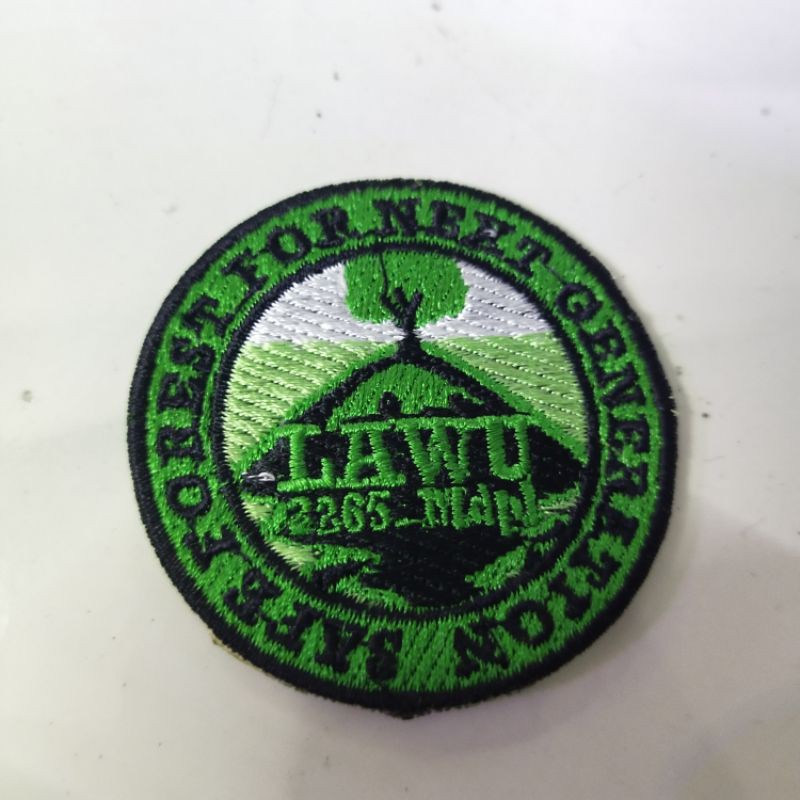 SAFE FOREST FOR NEXT GENERATION
LAWU
3265 Mdpl